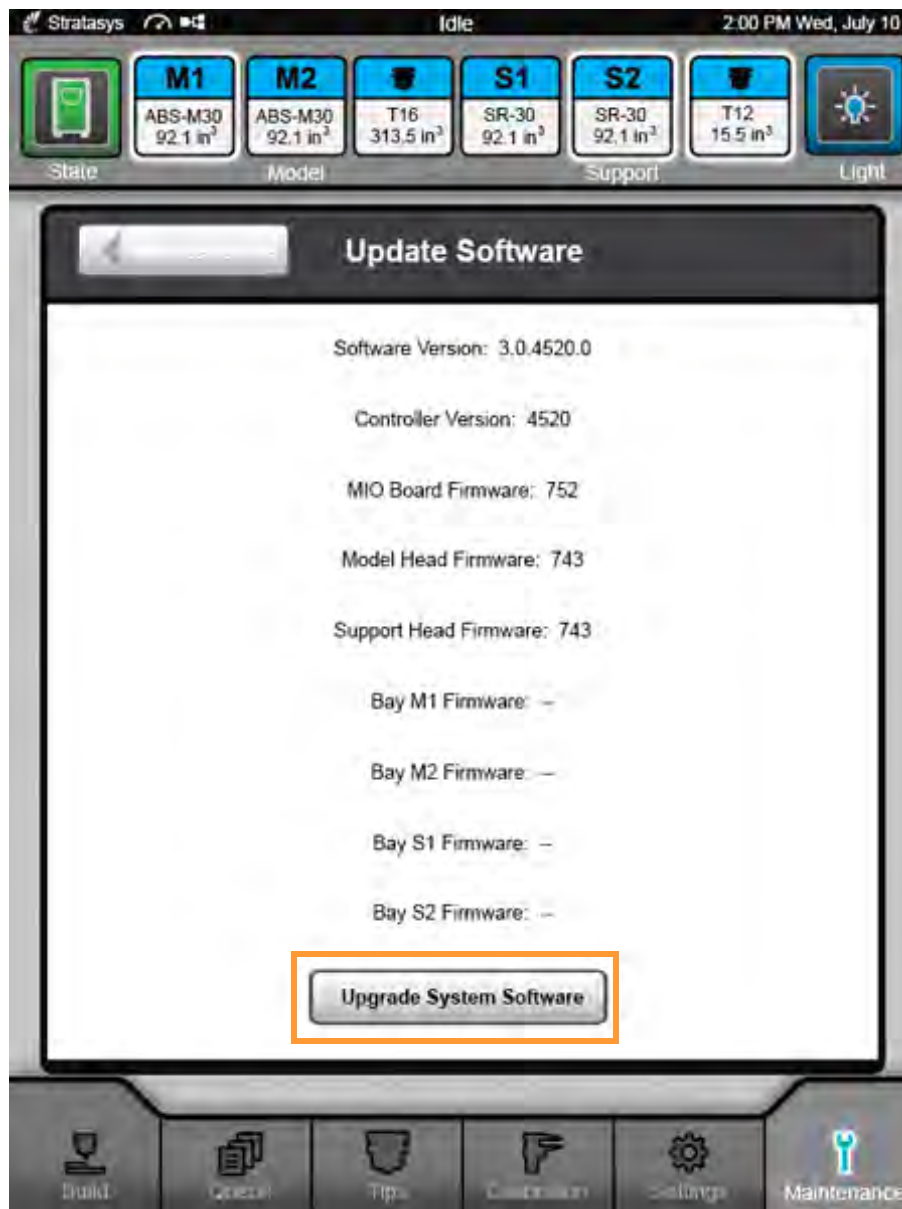 Stratasys Idle 2:00 PM Wed, July 10
M1 M2 S1 S2
ABS-M30 ABS-M30 T16 SR-30 SR-30 T12
92.1 in³ 92.1 in³ 313.5 in³ 92.1 in³ 92.1 in³ 15.5 in³
State Model Support Light
Update Software
Software Version: 3.0.4520.0
Controller Version: 4520
MIO Board Firmware: 752
Model Head Firmware: 743
Support Head Firmware: 743
Bay M1 Firmware: --
Bay M2 Firmware: --
Bay S1 Firmware: --
Bay S2 Firmware: --
Upgrade System Software
Build Tips Settings Maintenance